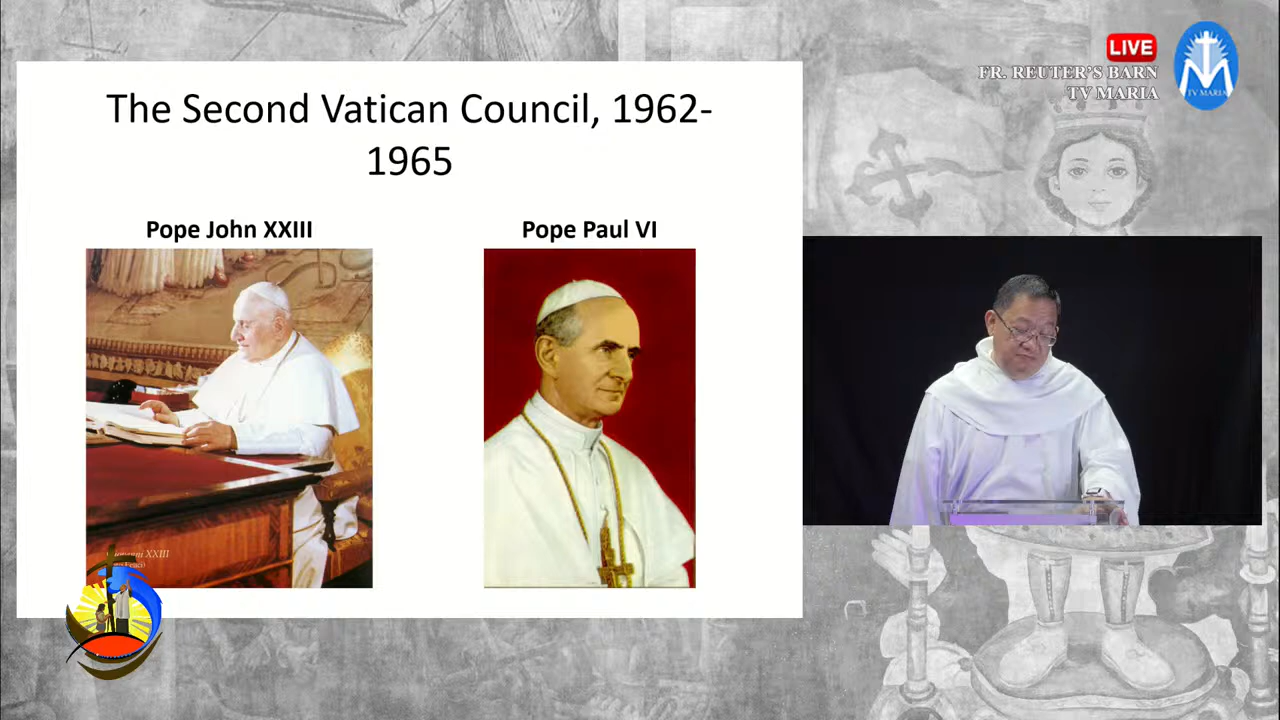 The Second Vatican Council, 1962-
1965
Pope John XXIII
Pope Paul VI
LIVE
FR. REUTER'S BARN
TV MARIA
TV MARIA
XXIII